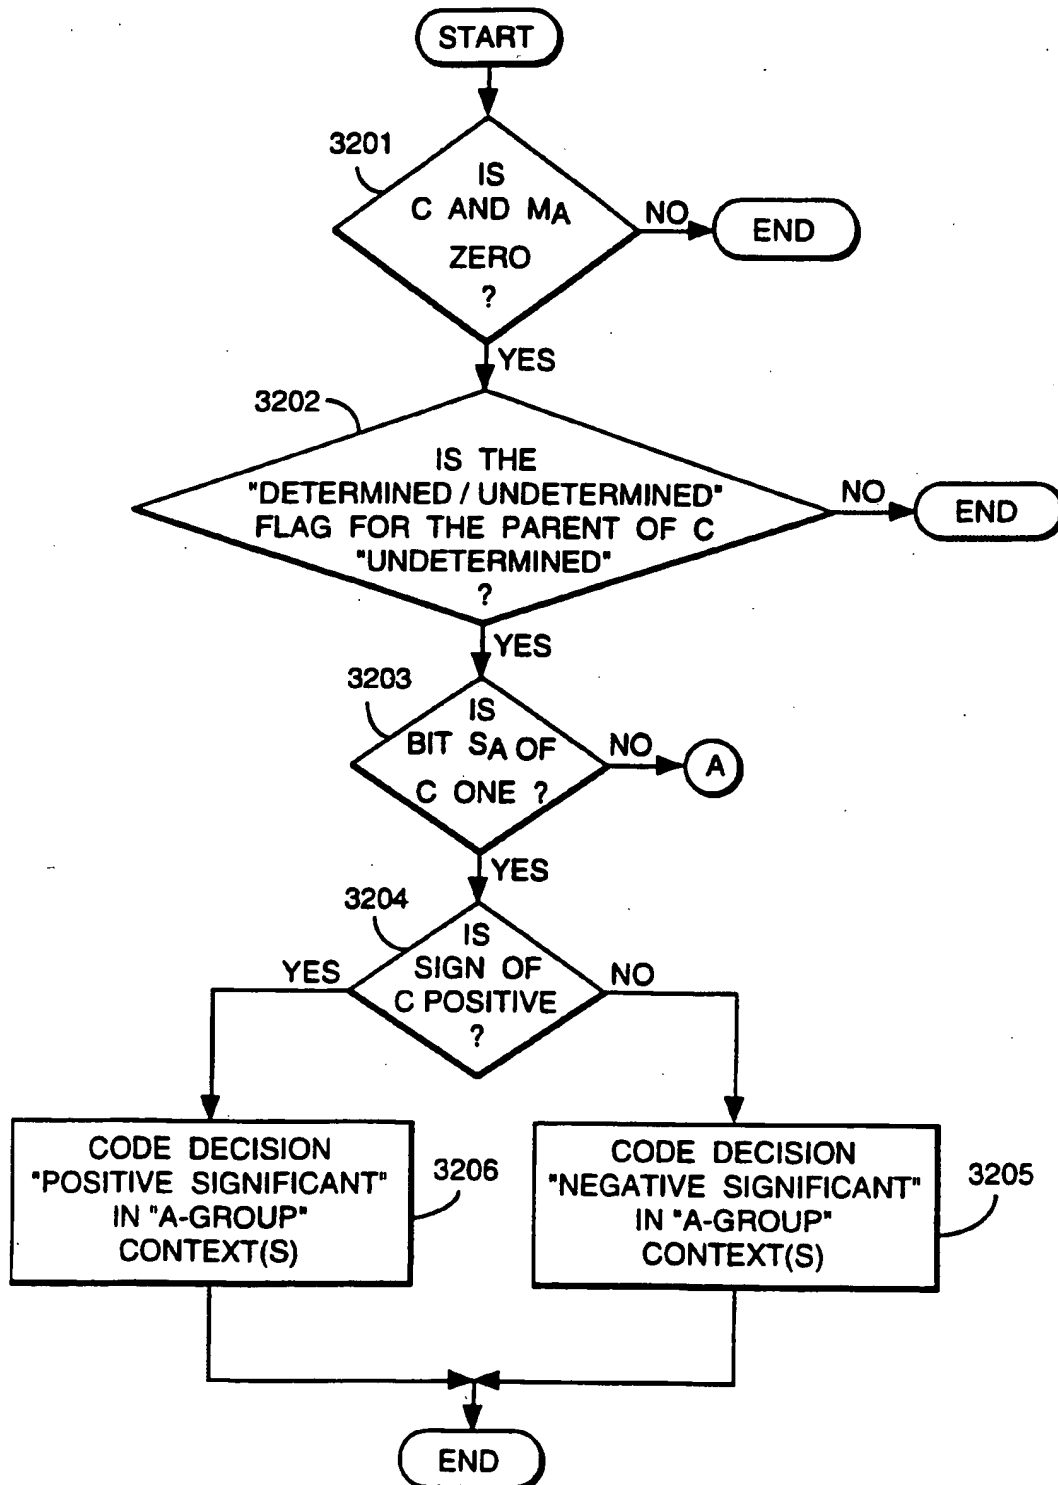 START
3201
IS
C AND MA
ZERO
?
NO
END
YES
3202
IS THE
"DETERMINED / UNDETERMINED"
FLAG FOR THE PARENT OF C
"UNDETERMINED"
?
NO
END
YES
3203
IS
BIT SA OF
C ONE ?
NO
A
YES
3204
IS
SIGN OF
C POSITIVE
?
YES
NO
CODE DECISION
"POSITIVE SIGNIFICANT"
IN "A-GROUP"
CONTEXT(S)
3206
CODE DECISION
"NEGATIVE SIGNIFICANT"
IN "A-GROUP"
CONTEXT(S)
3205
END